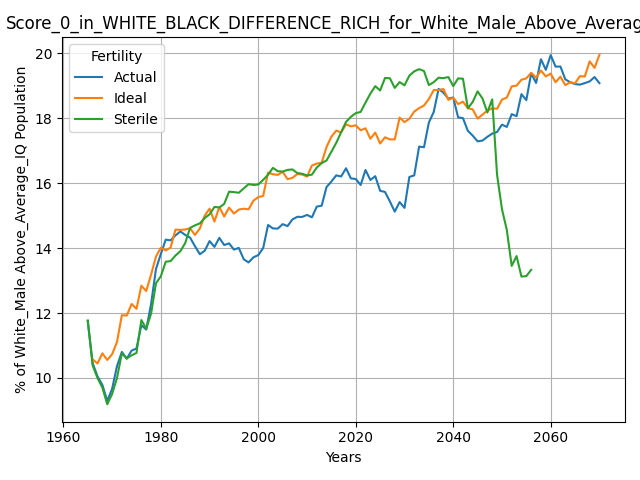 Score_0_in_WHITE_BLACK_DIFFERENCE_RICH_for_White_Male_Above_Averag
% of White_Male Above_Average_IQ Population
20
18
16
14
12
10
Fertility
Actual
Ideal
Sterile
1960
1980
2000
2020
2040
2060
Years